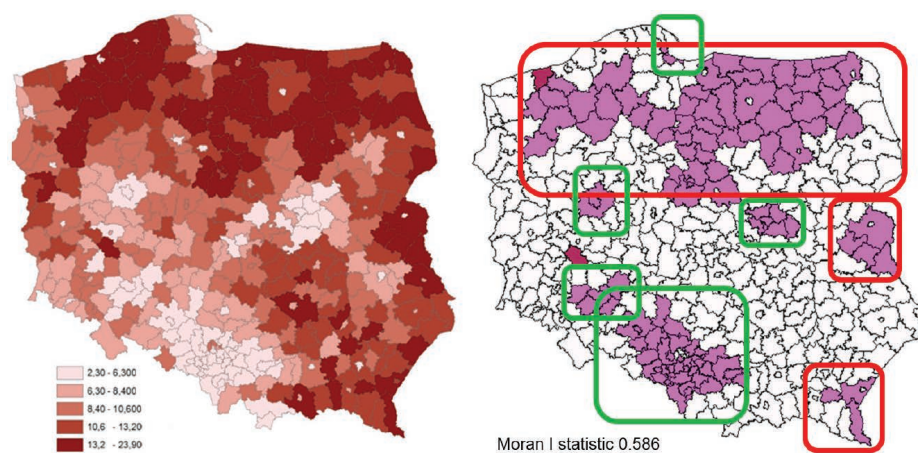 2,30 - 6,300
6,30 - 8,400
8,40 - 10,600
10,6 - 13,20
13,2 - 23,90
Moran I statistic 0.586